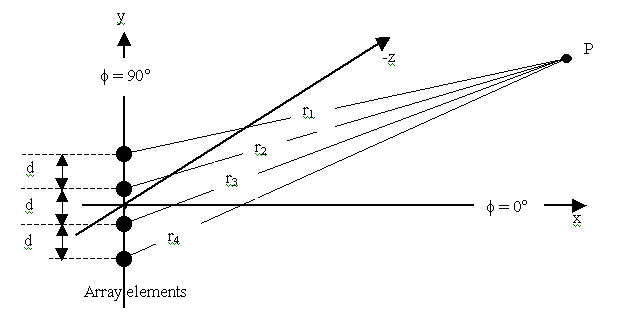 y
-z
P
ϕ = 90°
r1
r2
d
r3
d
ϕ = 0°
x
d
r4
Array elements